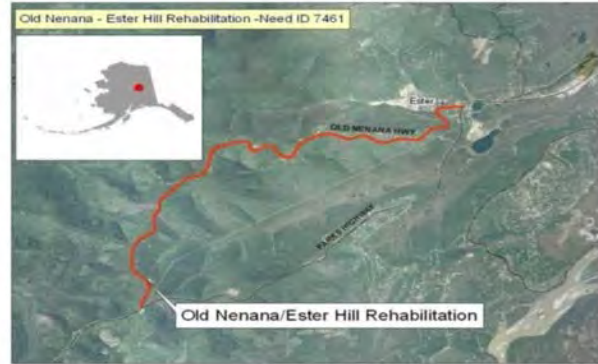 Old Nenana - Ester Hill Rehabilitation -Need ID 7461
Ester
OLD NENANA HWY
PARKS HIGHWAY
Old Nenana/Ester Hill Rehabilitation